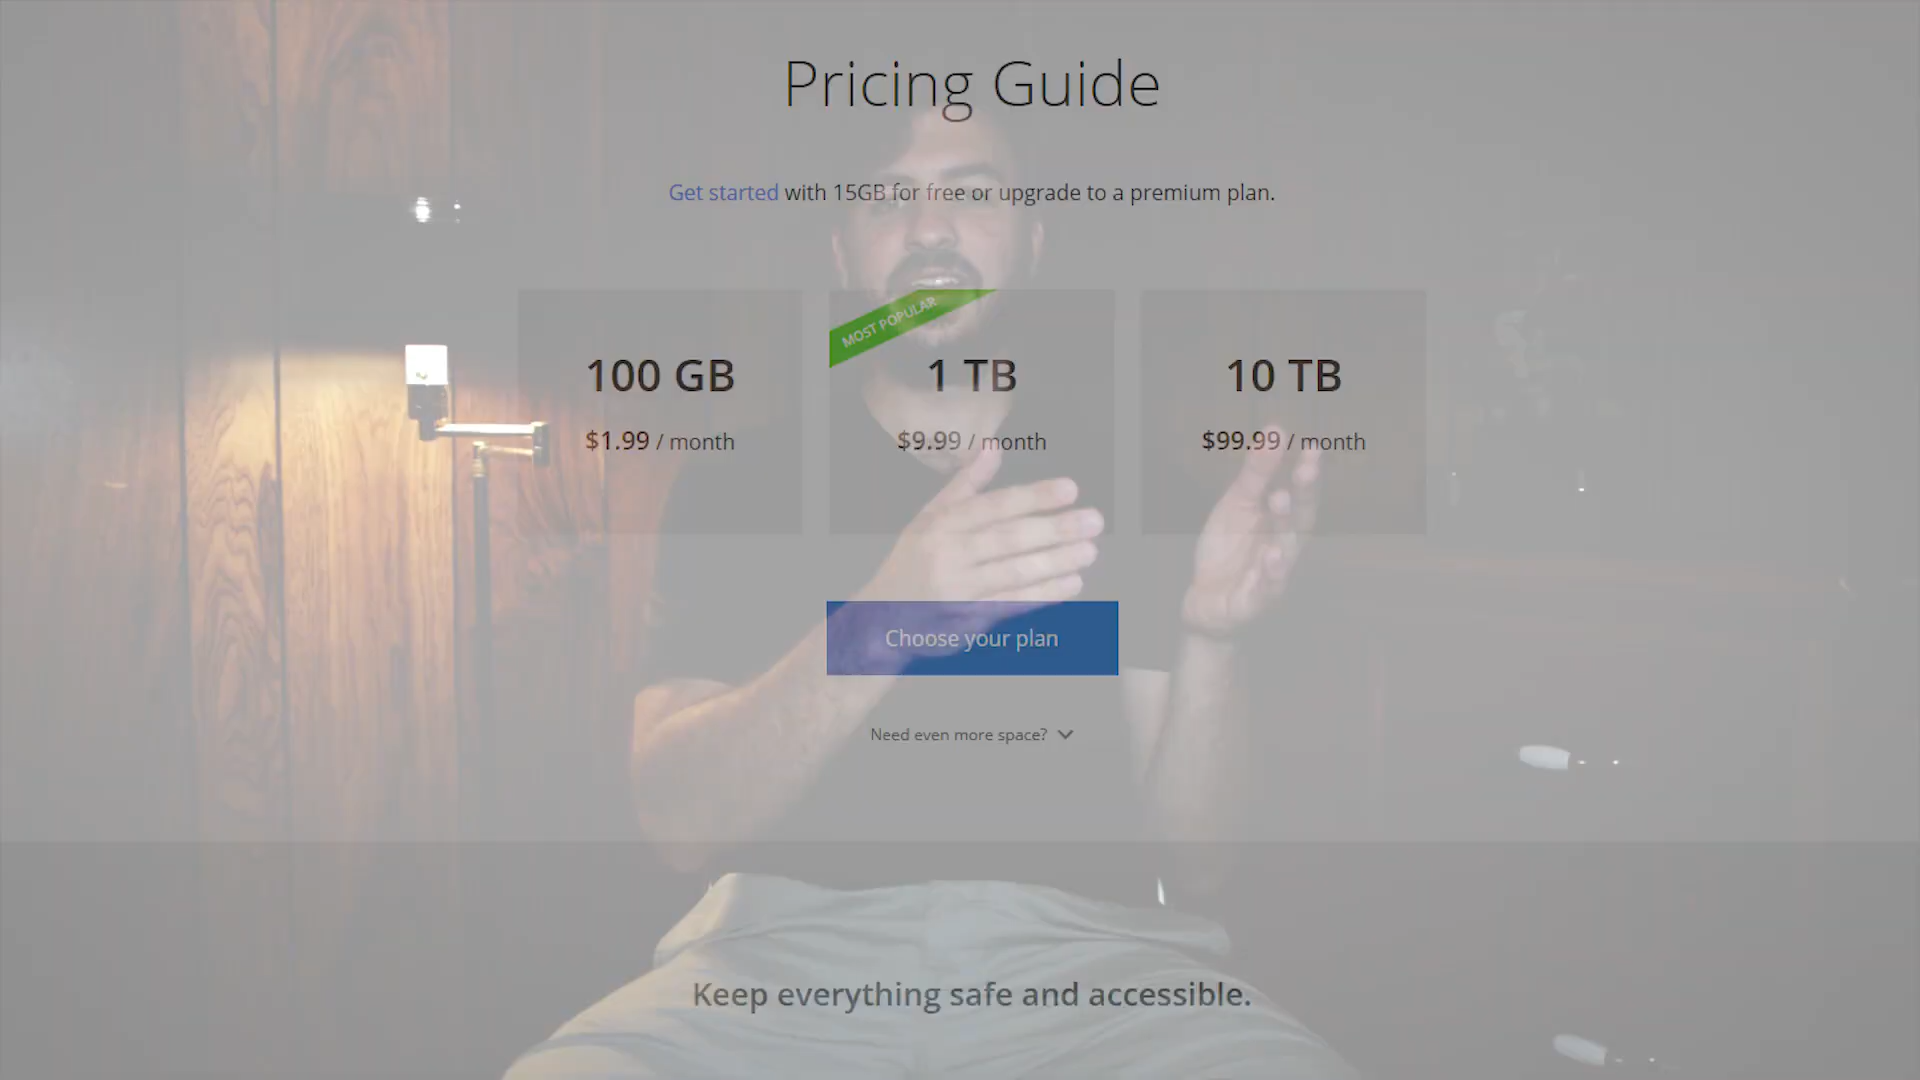 Pricing Guide
Get started with 15GB for free or upgrade to a premium plan.
MOST POPULAR
100 GB
1 TB
10 TB
$1.99 / month
$9.99 / month
$99.99 / month
Choose your plan
Need even more space?
Keep everything safe and accessible.